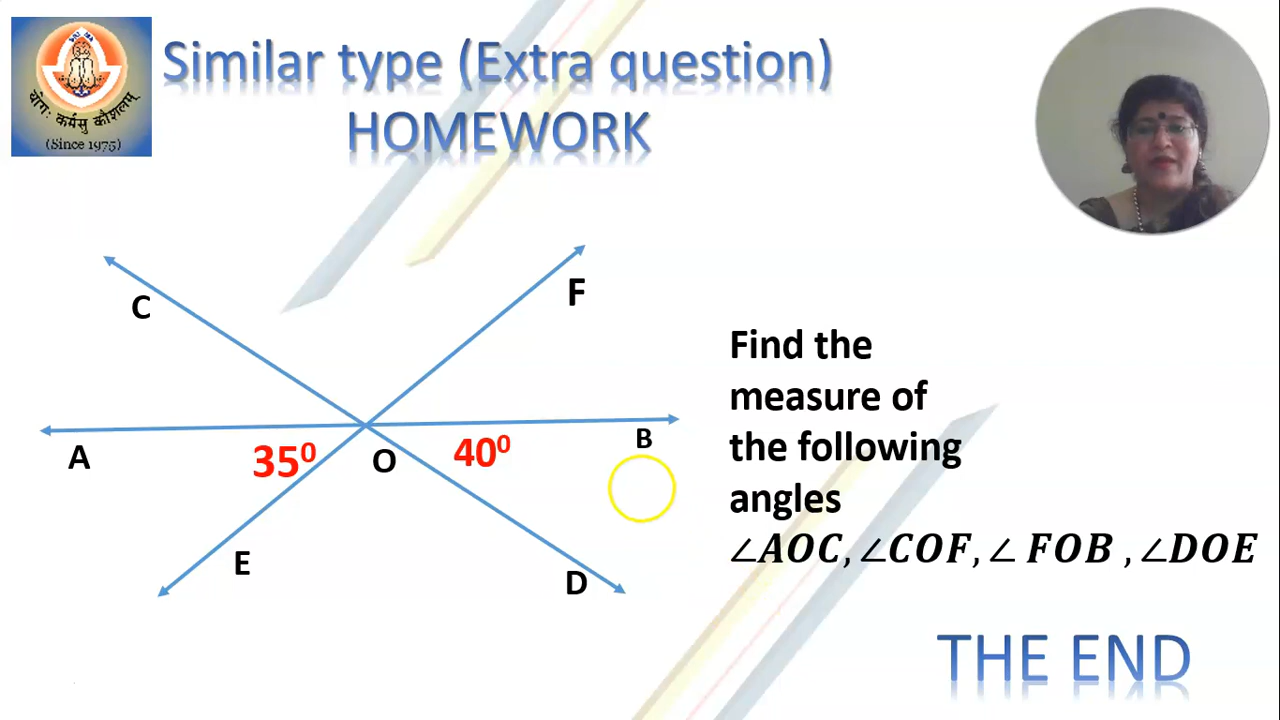 Similar type (Extra question)
HOMEWORK
योगः कर्मसु कौशलम्
(Since 1975)
C
F
A
35⁰
O
40⁰
B
E
D
Find the
measure of
the following
angles
∠AOC, ∠COF, ∠ FOB , ∠DOE
THE END